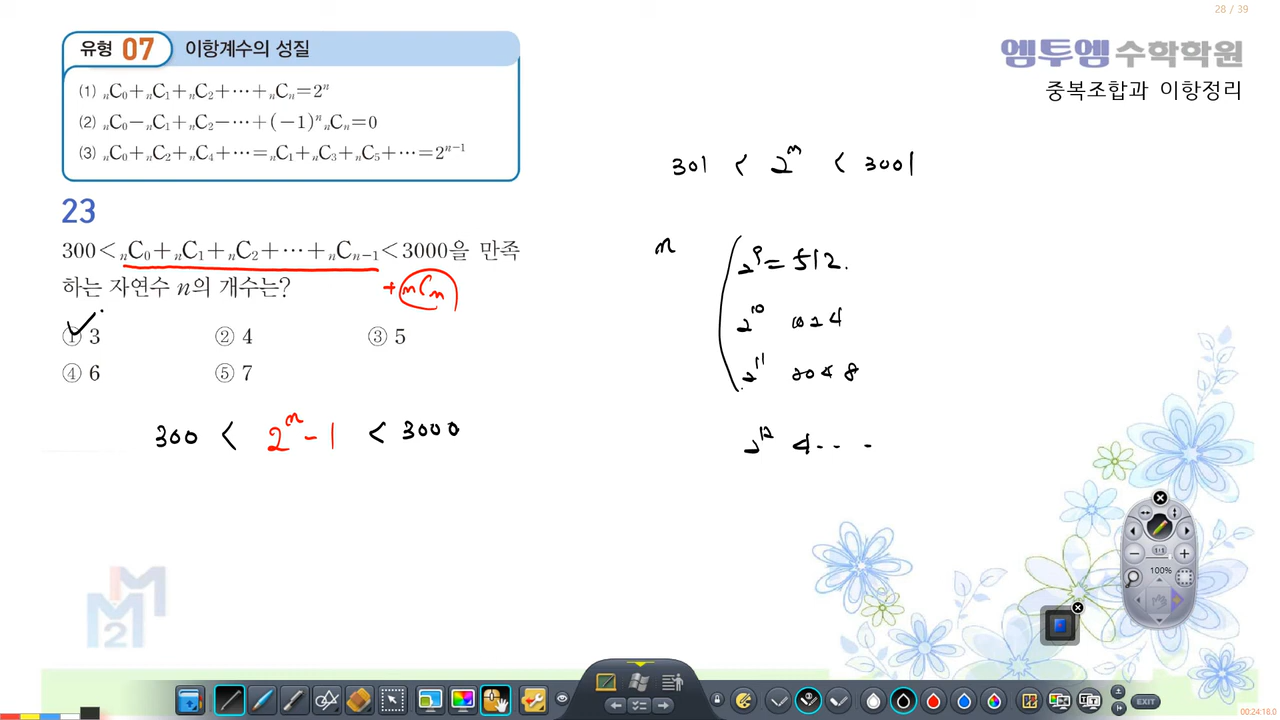 28 / 39
유형 07 이항계수의 성질
(1) ₙC₀+ₙC₁+ₙC₂+⋯+ₙCₙ=2ⁿ
(2) ₙC₀−ₙC₁+ₙC₂−⋯+(−1)ⁿ ₙCₙ=0
(3) ₙC₀+ₙC₂+ₙC₄+⋯=ₙC₁+ₙC₃+ₙC₅+⋯=2ⁿ⁻¹
엠투엠수학학원
중복조합과 이항정리
23
300<ₙC₀+ₙC₁+ₙC₂+⋯+ₙCₙ₋₁<3000을 만족
하는 자연수 n의 개수는?
+ nCn
① 3 ② 4 ③ 5
④ 6 ⑤ 7
300 < 2ⁿ - 1 < 3000
301 < 2ⁿ < 3001
n
2⁹ = 512.
2¹⁰ 1024
2¹¹ 2048
2¹² 4-- -
M2M
1:1
100%
EXIT
00:24:18.0